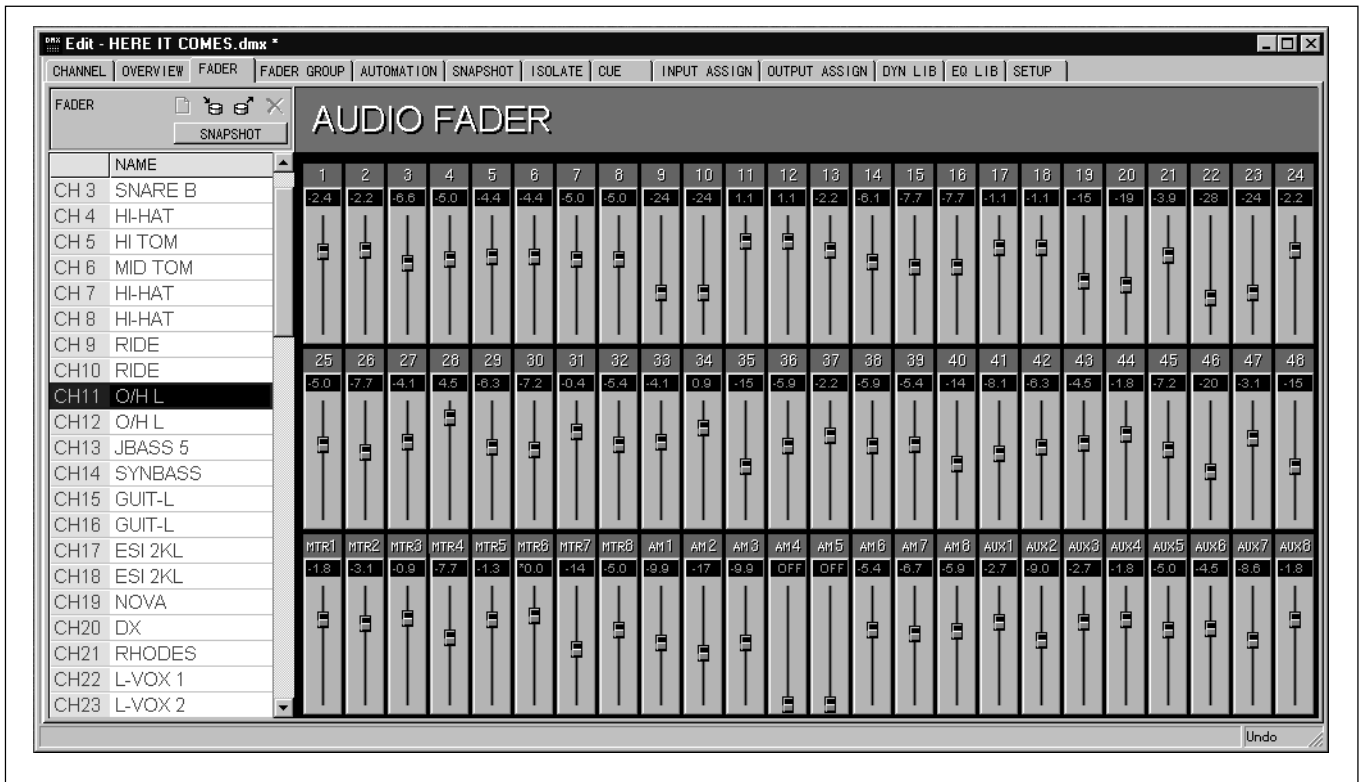 DMX Edit - HERE IT COMES.dmx *
CHANNEL OVERVIEW FADER FADER GROUP AUTOMATION SNAPSHOT ISOLATE CUE INPUT ASSIGN OUTPUT ASSIGN DYN LIB EQ LIB SETUP
FADER
SNAPSHOT
AUDIO FADER
NAME
CH 3 SNARE B
CH 4 HI-HAT
CH 5 HI TOM
CH 6 MID TOM
CH 7 HI-HAT
CH 8 HI-HAT
CH 9 RIDE
CH10 RIDE
CH11 O/H L
CH12 O/H L
CH13 JBASS 5
CH14 SYNBASS
CH15 GUIT-L
CH16 GUIT-L
CH17 ESI 2KL
CH18 ESI 2KL
CH19 NOVA
CH20 DX
CH21 RHODES
CH22 L-VOX 1
CH23 L-VOX 2
1 2 3 4 5 6 7 8 9 10 11 12 13 14 15 16 17 18 19 20 21 22 23 24
-2.4 -2.2 -6.6 -5.0 -4.4 -4.4 -5.0 -5.0 -24 -24 1.1 1.1 -2.2 -6.1 -7.7 -7.7 -1.1 -1.1 -15 -19 -3.9 -28 -24 -2.2
25 26 27 28 29 30 31 32 33 34 35 36 37 38 39 40 41 42 43 44 45 46 47 48
-5.0 -7.7 -4.1 4.5 -6.3 -7.2 -0.4 -5.4 -4.1 0.9 -15 -5.9 -2.2 -5.9 -5.4 -14 -8.1 -6.3 -4.5 -1.8 -7.2 -20 -3.1 -15
MTR1 MTR2 MTR3 MTR4 MTR5 MTR6 MTR7 MTR8 AM1 AM2 AM3 AM4 AM5 AM6 AM7 AM8 AUX1 AUX2 AUX3 AUX4 AUX5 AUX6 AUX7 AUX8
-1.8 -3.1 -0.9 -7.7 -1.3 *0.0 -14 -5.0 -9.9 -17 -9.9 OFF OFF -5.4 -6.7 -5.9 -2.7 -9.0 -2.7 -1.8 -5.0 -4.5 -8.6 -1.8
Undo